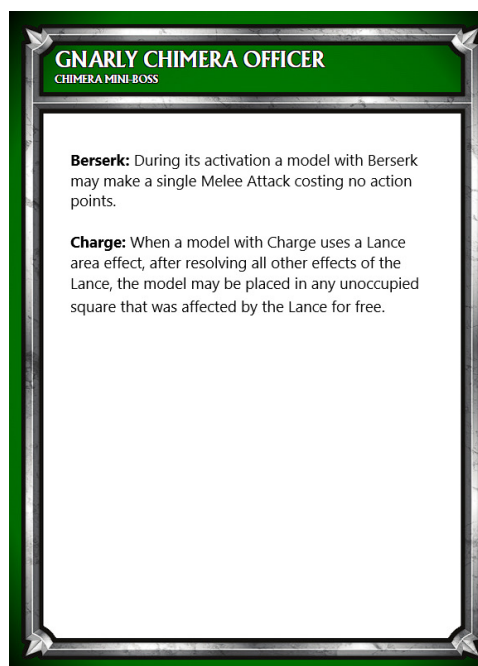 GNARLY CHIMERA OFFICER
CHIMERA MINI-BOSS
Berserk: During its activation a model with Berserk
may make a single Melee Attack costing no action
points.
Charge: When a model with Charge uses a Lance
area effect, after resolving all other effects of the
Lance, the model may be placed in any unoccupied
square that was affected by the Lance for free.